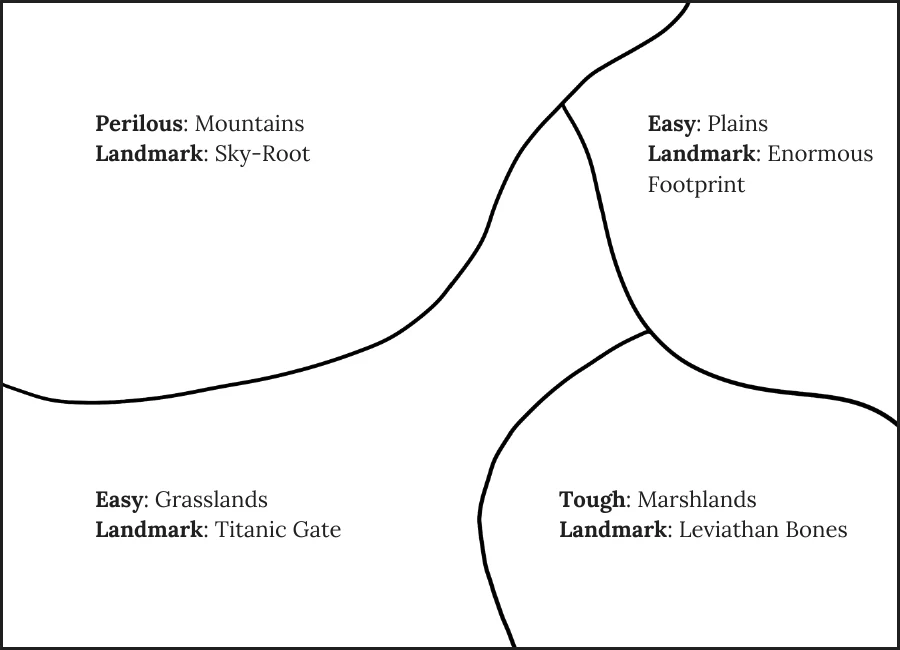 Perilous: Mountains
Landmark: Sky-Root
Easy: Plains
Landmark: Enormous
Footprint
Easy: Grasslands
Landmark: Titanic Gate
Tough: Marshlands
Landmark: Leviathan Bones